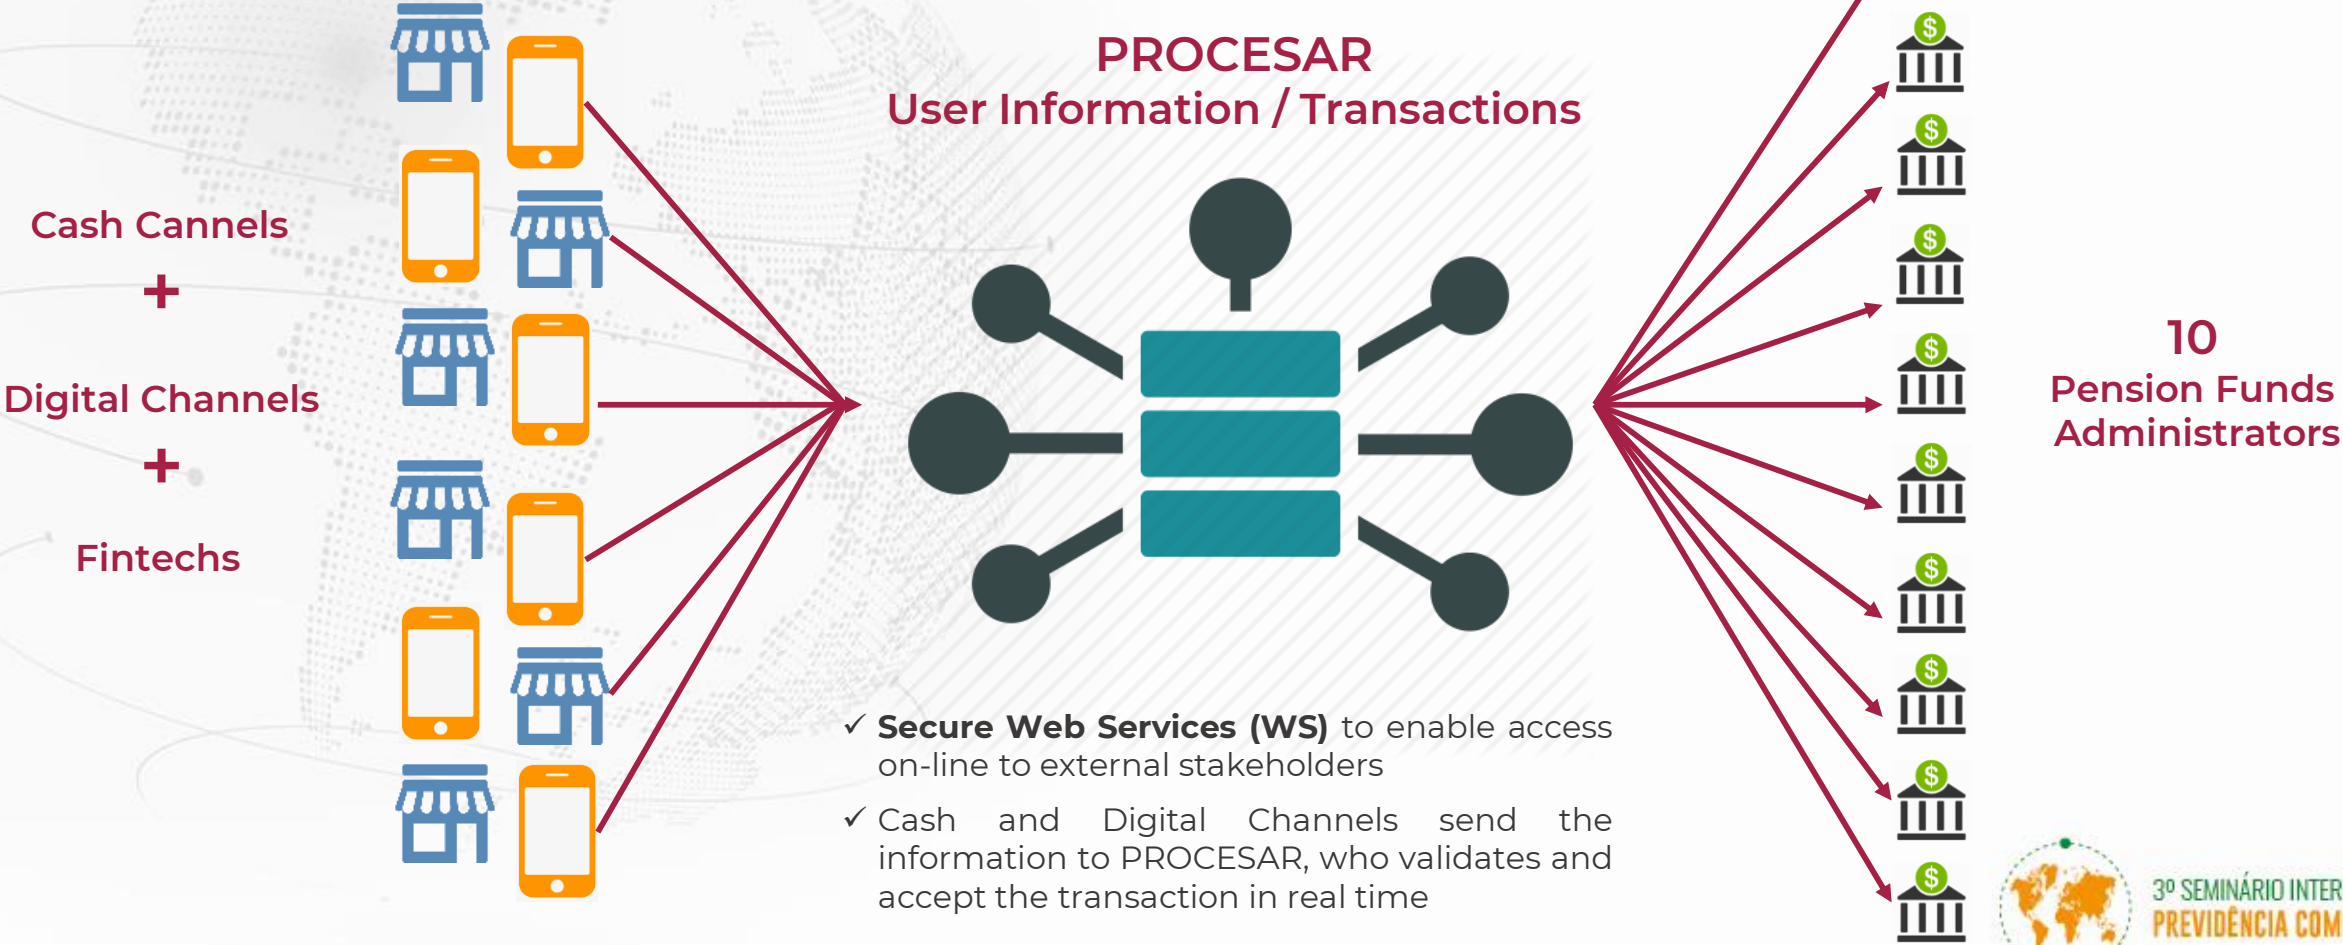 PROCESAR
User Information / Transactions
Cash Cannels
+
Digital Channels
+
Fintechs
10
Pension Funds
Administrators
✓ Secure Web Services (WS) to enable access
on-line to external stakeholders
✓ Cash and Digital Channels send the
information to PROCESAR, who validates and
accept the transaction in real time
$
$
$
$
$
$
$
$
$
3º SEMINÁRIO INTER
PREVIDÊNCIA COM